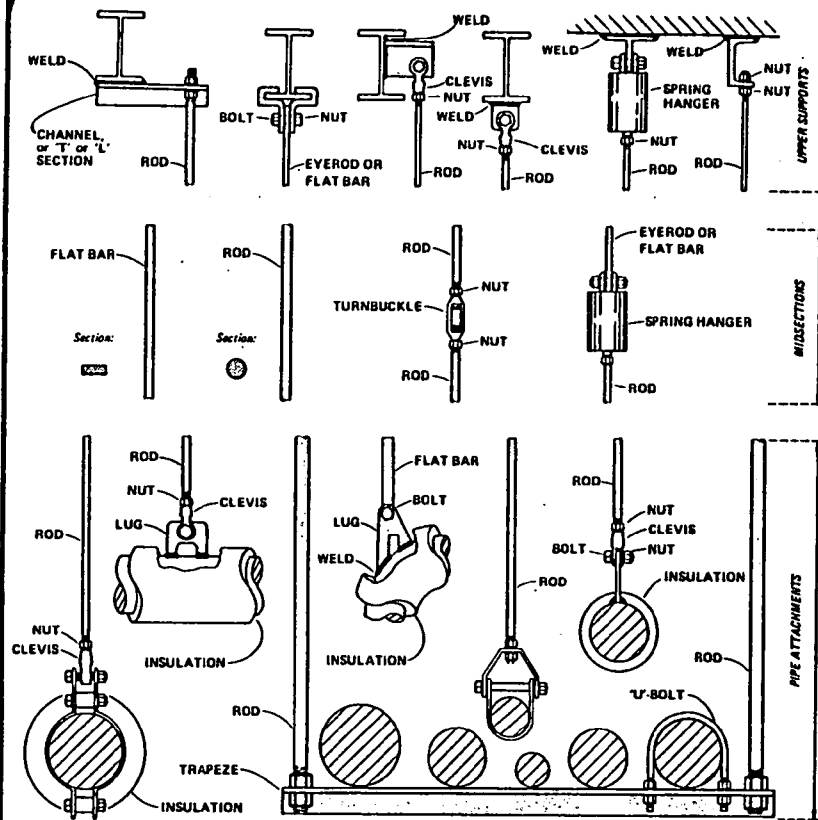 WELD
CHANNEL,
or 'T' or 'L'
SECTION
ROD
BOLT
NUT
EYEROD OR
FLAT BAR
WELD
CLEVIS
NUT
ROD
WELD
NUT
CLEVIS
ROD
WELD
SPRING
HANGER
NUT
ROD
WELD
NUT
NUT
ROD
UPPER SUPPORTS
FLAT BAR
Section:
ROD
Section:
ROD
NUT
TURNBUCKLE
NUT
ROD
EYEROD OR
FLAT BAR
SPRING HANGER
ROD
MIDSECTIONS
ROD
NUT
CLEVIS
INSULATION
ROD
NUT
CLEVIS
LUG
INSULATION
FLAT BAR
BOLT
LUG
WELD
INSULATION
ROD
ROD
NUT
CLEVIS
BOLT
NUT
INSULATION
ROD
TRAPEZE
"U"-BOLT
ROD
PIPE ATTACHMENTS